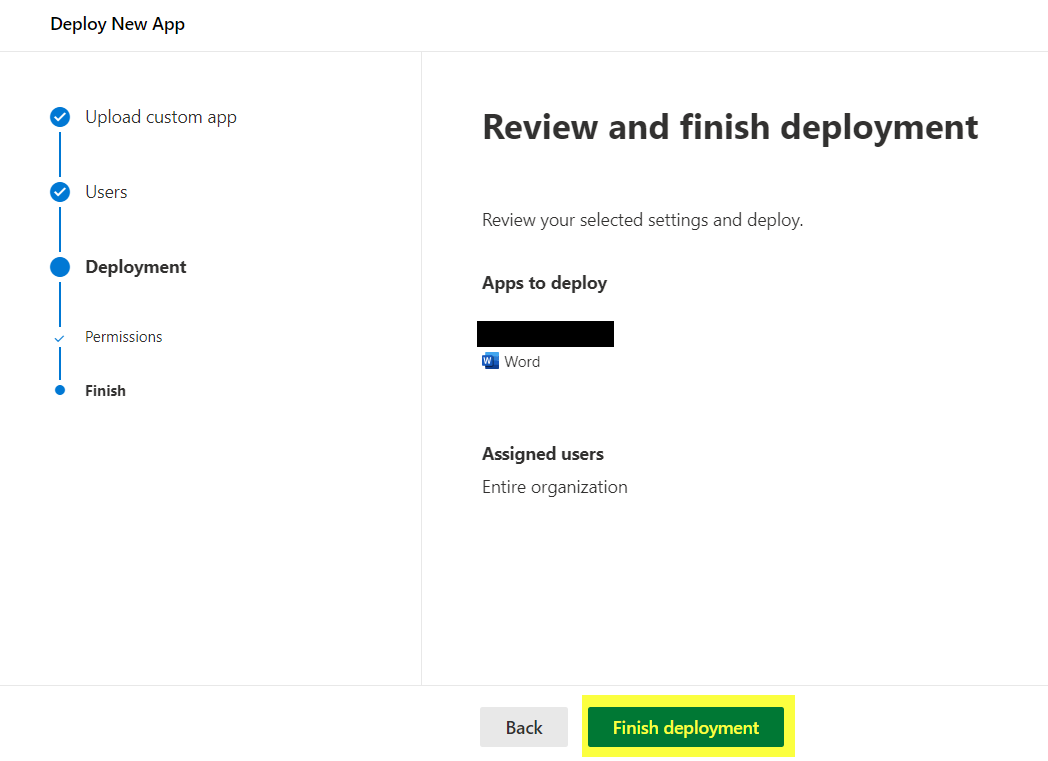 Deploy New App
Upload custom app
Users
Deployment
Permissions
Finish
Review and finish deployment
Review your selected settings and deploy.
Apps to deploy
Word
Assigned users
Entire organization
Back
Finish deployment